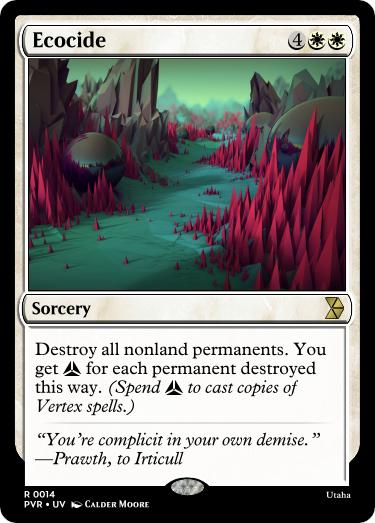 Ecocide 4
Sorcery
Destroy all nonland permanents. You
get for each permanent destroyed
this way. (Spend to cast copies of
Vertex spells.)
“You’re complicit in your own demise.”
—Prawth, to Irticull
R 0014
PVR • UV Calder Moore
Utaha